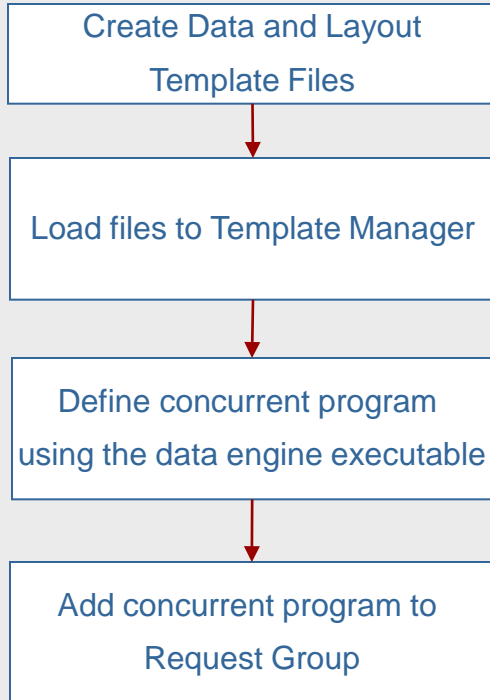 Create Data and Layout
Template Files
Load files to Template Manager
Define concurrent program
using the data engine executable
Add concurrent program to
Request Group